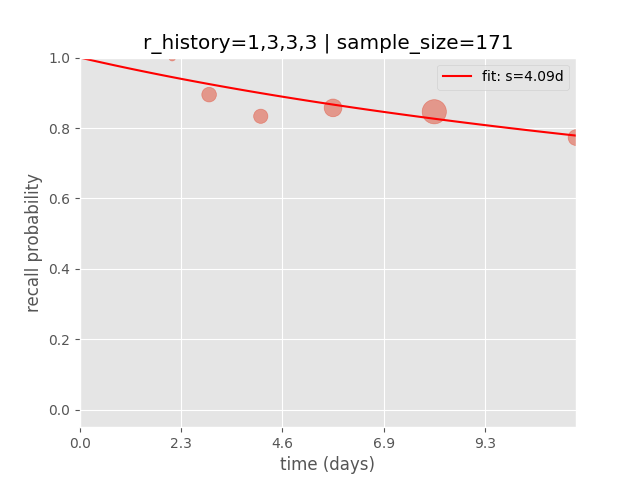 r_history=1,3,3,3 | sample_size=171
fit: s=4.09d
1.0
0.8
0.6
0.4
0.2
0.0
recall probability
0.0 2.3 4.6 6.9 9.3
time (days)